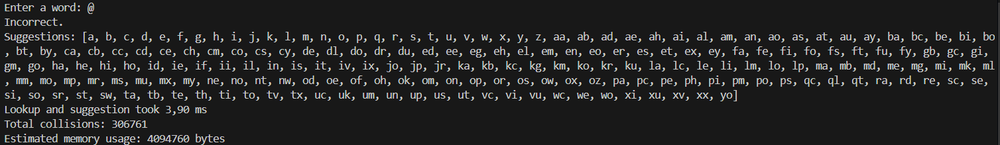 Enter a word: @
Incorrect.
Suggestions: [a, b, c, d, e, f, g, h, i, j, k, l, m, n, o, p, q, r, s, t, u, v, w, x, y, z, aa, ab, ad, ae, ah, ai, al, am, an, ao, as, at, au, ay, ba, bc, be, bi, bo
, bt, by, ca, cb, cc, cd, ce, ch, cm, co, cs, cy, de, dl, do, dr, du, ed, ee, eg, eh, el, em, en, eo, er, es, et, ex, ey, fa, fe, fi, fo, fs, ft, fu, fy, gb, gc, gi,
gm, go, ha, he, hi, ho, id, ie, if, ii, il, in, is, it, iv, ix, jo, jp, jr, ka, kb, kc, kg, km, ko, kr, ku, la, lc, le, li, lm, lo, lp, ma, mb, md, me, mg, mi, mk, ml
, mm, mo, mp, mr, ms, mu, mx, my, ne, no, nt, nw, od, oe, of, oh, ok, om, on, op, or, os, ow, ox, oz, pa, pc, pe, ph, pi, pm, po, ps, qc, ql, qt, ra, rd, re, sc, se,
si, so, sr, st, sw, ta, tb, te, th, ti, to, tv, tx, uc, uk, um, un, up, us, ut, vc, vi, vu, wc, we, wo, xi, xu, xv, xx, yo]
Lookup and suggestion took 3,90 ms
Total collisions: 306761
Estimated memory usage: 4094760 bytes